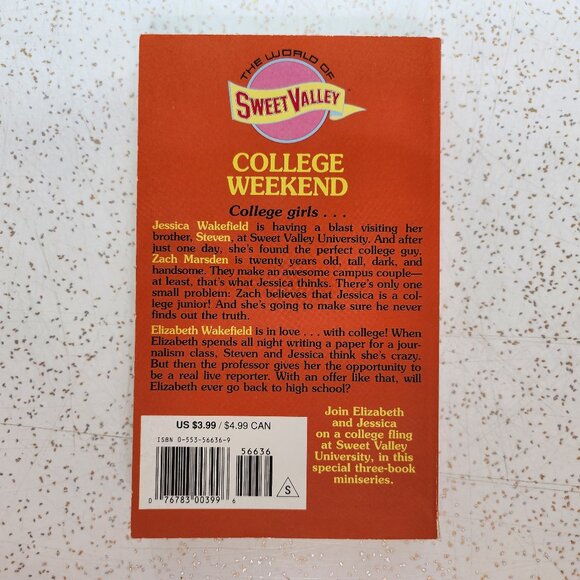 THE WORLD OF
SWEET VALLEY
COLLEGE
WEEKEND
College girls . . .
Jessica Wakefield is having a blast visiting her
brother, Steven, at Sweet Valley University. And after
just one day, she's found the perfect college guy.
Zach Marsden is twenty years old, tall, dark, and
handsome. They make an awesome campus couple—
at least, that's what Jessica thinks. There's only one
small problem: Zach believes that Jessica is a col-
lege junior! And she's going to make sure he never
finds out the truth.
Elizabeth Wakefield is in love . . . with college! When
Elizabeth spends all night writing a paper for a jour-
nalism class, Steven and Jessica think she's crazy.
But then the professor gives her the opportunity to
be a real live reporter. With an offer like that, will
Elizabeth ever go back to high school?
Join Elizabeth
and Jessica
on a college fling
at Sweet Valley
University, in this
special three-book
miniseries.
US $3.99 / $4.99 CAN
ISBN 0-553-56636-9
56636
0 76783 00399 6
S